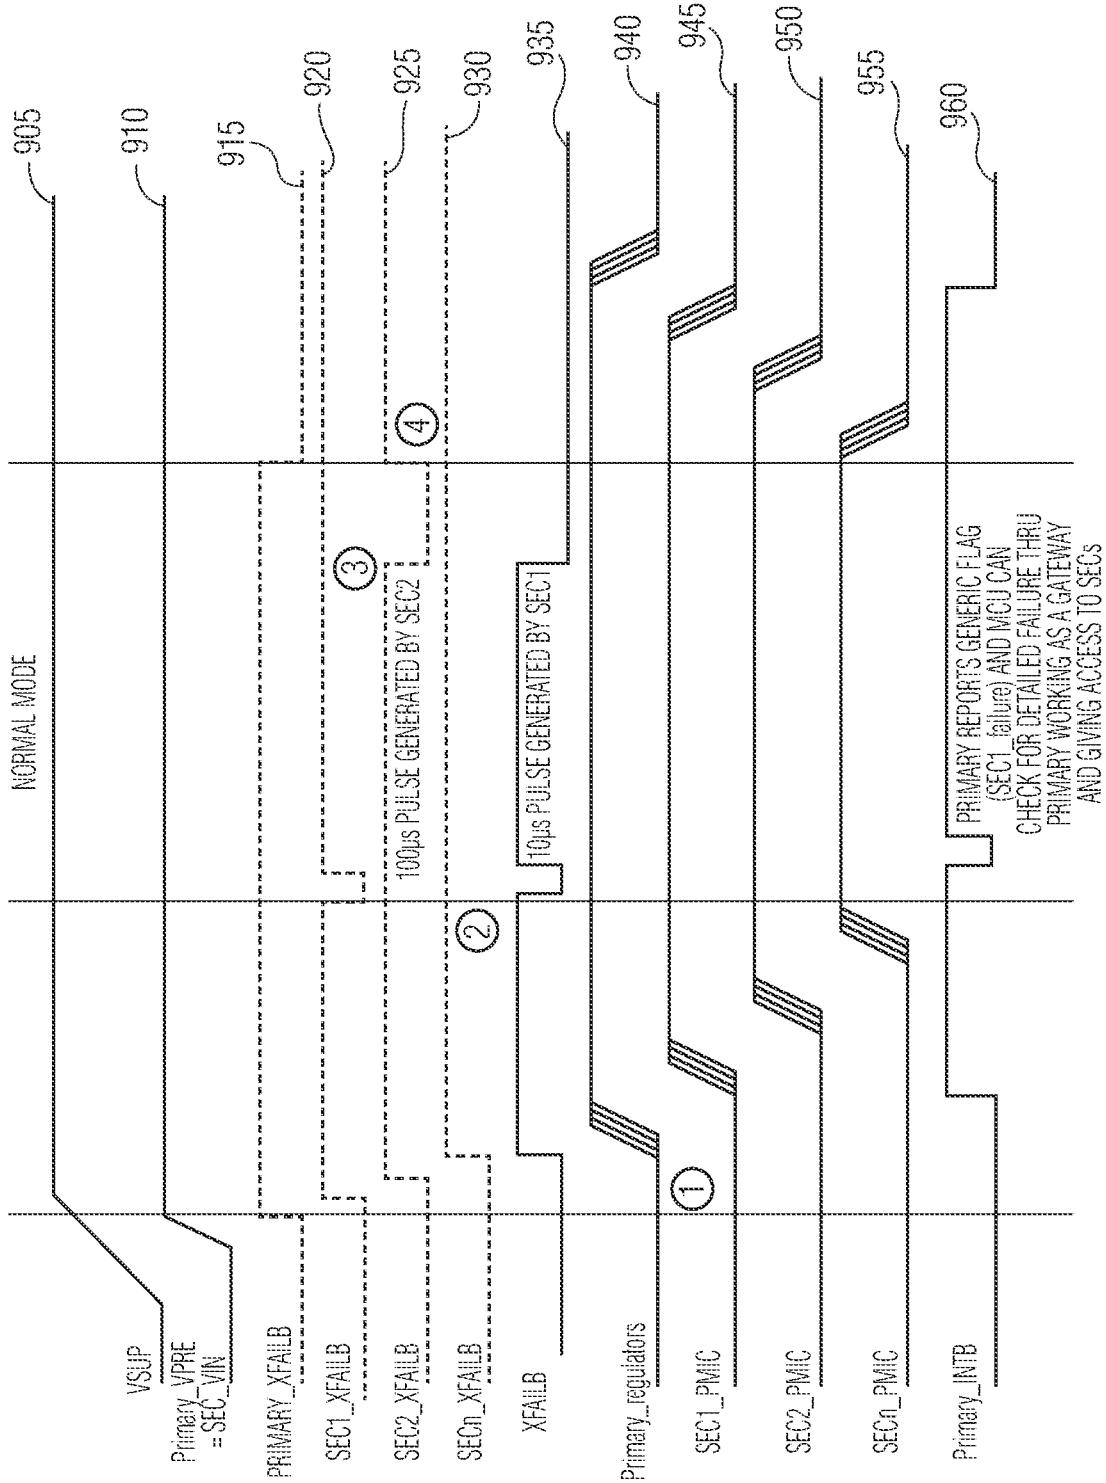 NORMAL MODE
VSUP
905
Primary_VPRE
= SEC_VIN
910
PRIMARY_XFAILB
915
SEC1_XFAILB
920
3
SEC2_XFAILB
100µs PULSE GENERATED BY SEC2
4
925
SECn_XFAILB
2
930
XFAILB
10µs PULSE GENERATED BY SEC1
935
Primary_regulators
940
1
SEC1_PMIC
945
SEC2_PMIC
950
SECn_PMIC
955
Primary_INTB
960
PRIMARY REPORTS GENERIC FLAG
(SEC1_failure) AND MCU CAN
CHECK FOR DETAILED FAILURE THRU
PRIMARY WORKING AS A GATEWAY
AND GIVING ACCESS TO SECs